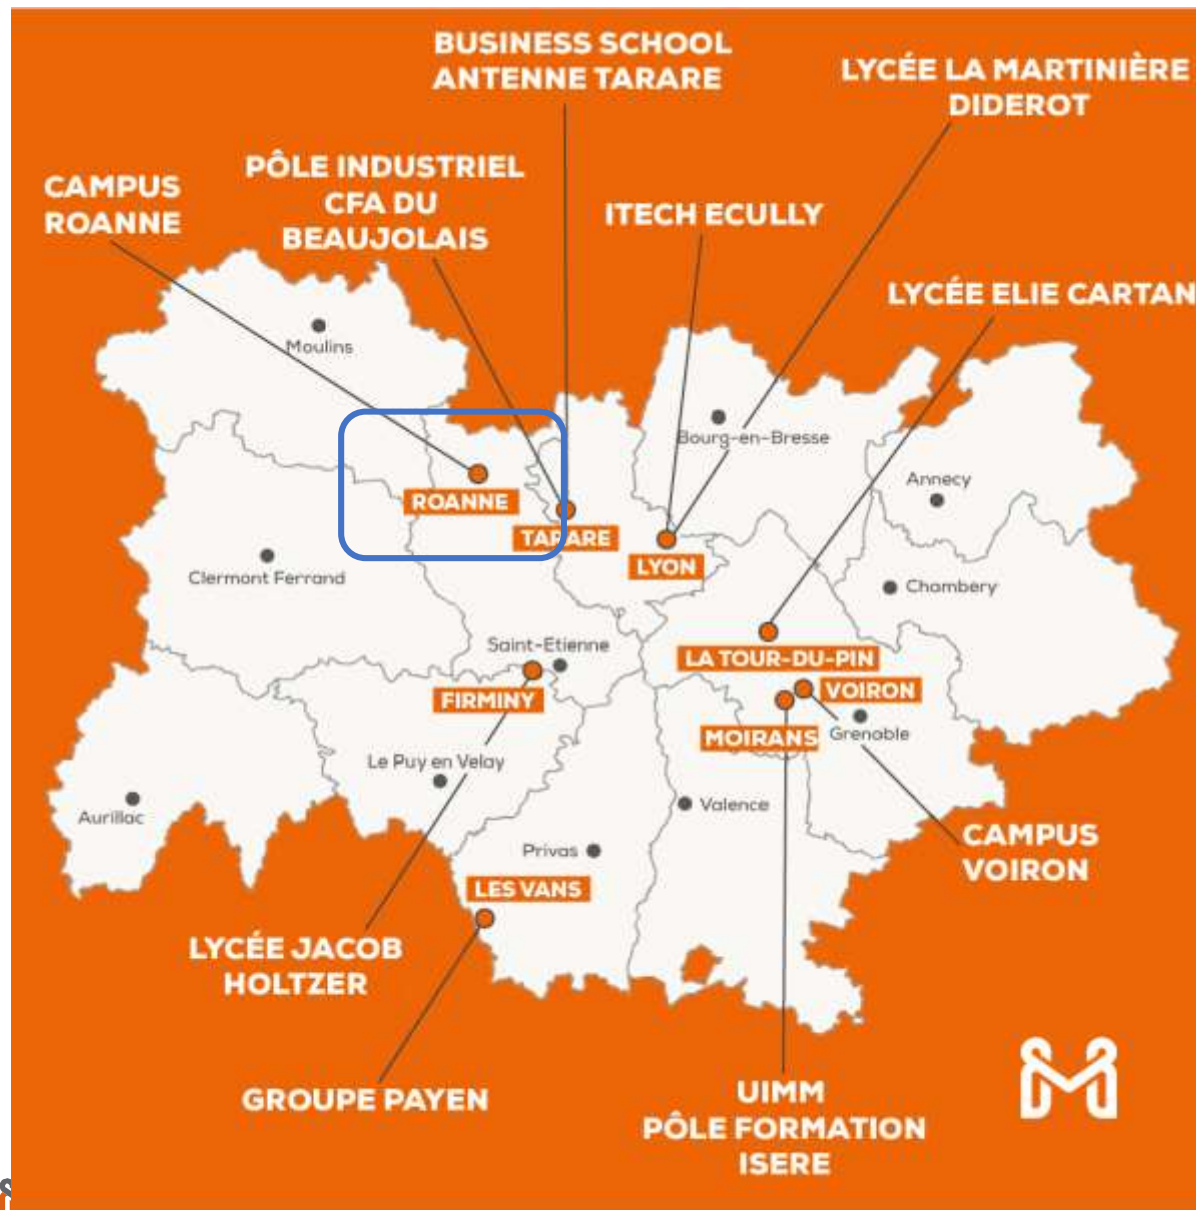 BUSINESS SCHOOL
ANTENNE TARARE
LYCÉE LA MARTINIÈRE
DIDEROT
PÔLE INDUSTRIEL
CFA DU
BEAUJOLAIS
CAMPUS
ROANNE
ITECH ECULLY
LYCÉE ELIE CARTAN
Moulins
Bourg-en-Bresse
Annecy
ROANNE
TARARE
LYON
Clermont Ferrand
Chambery
Saint-Etienne
LA TOUR-DU-PIN
FIRMINY
VOIRON
MOIRANS
Grenable
Le Puy en Velay
Aurillac
Valence
Privas
CAMPUS
VOIRON
LES VANS
LYCÉE JACOB
HOLTZER
GROUPE PAYEN
UIMM
PÔLE FORMATION
ISERE